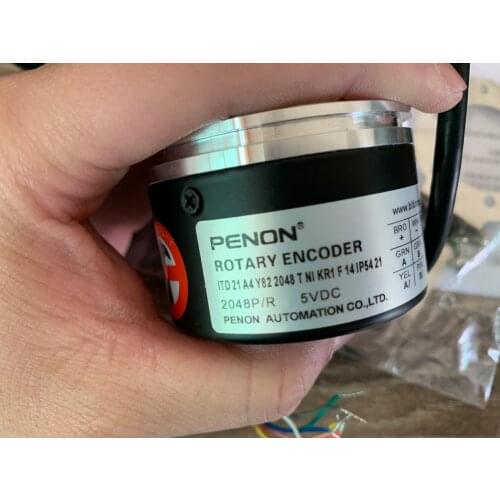 PENON®
ROTARY ENCODER
ITD 21 A4 Y82 2048 T NI KR1 F 14 IP54 21
2048P/R 5VDC
PENON AUTOMATION CO.,LTD.
BRO
+
GRN
A
YEL
A/